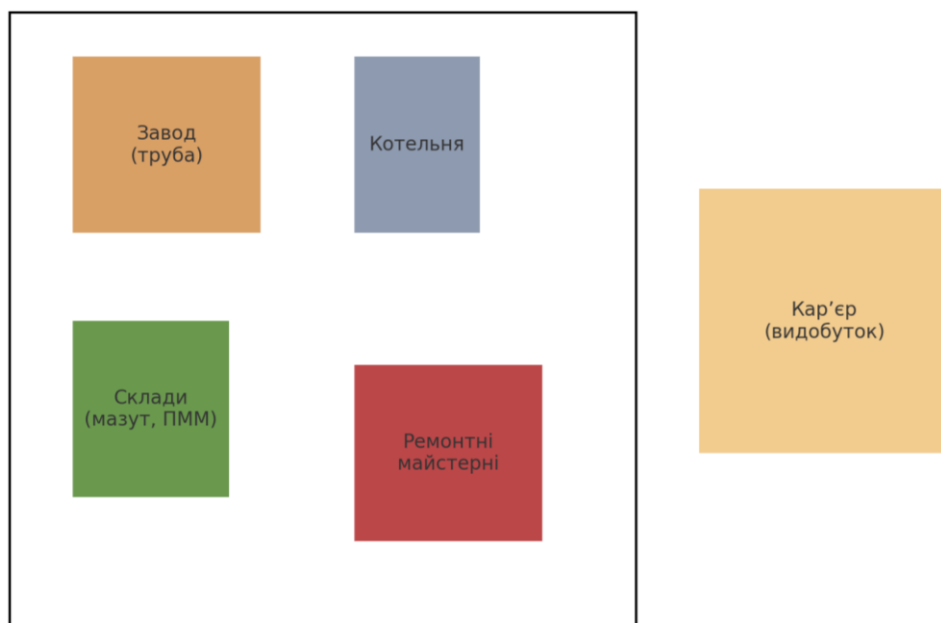 Завод
(труба)
Котельня
Кар’єр
(видобуток)
Склади
(мазут, ПММ)
Ремонтні
майстерні